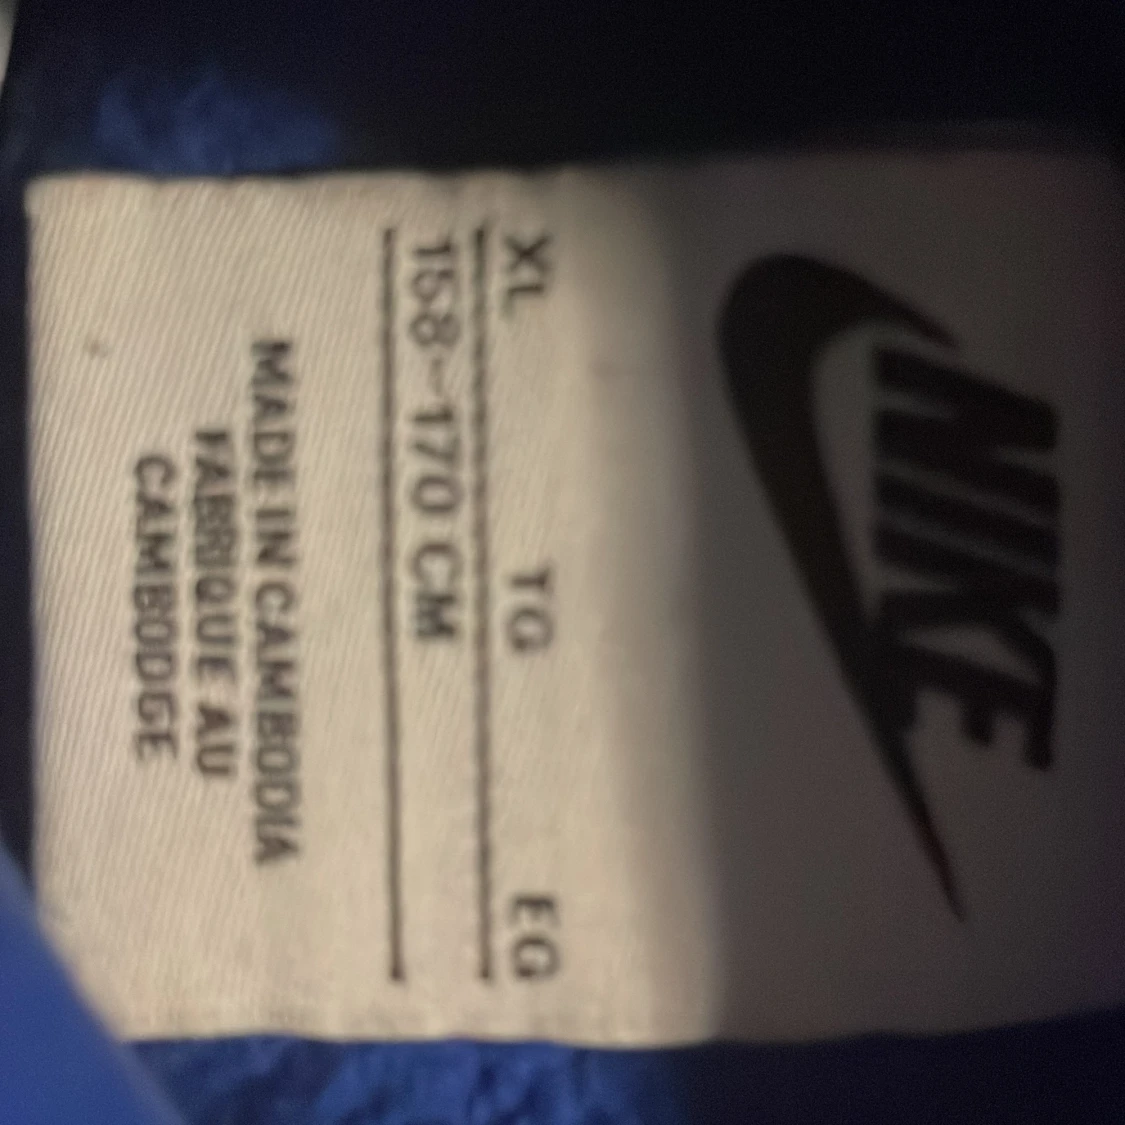 NIKE
XL TG EG
158-170 CM
MADE IN CAMBODIA
FABRIQUE AU
CAMBODGE